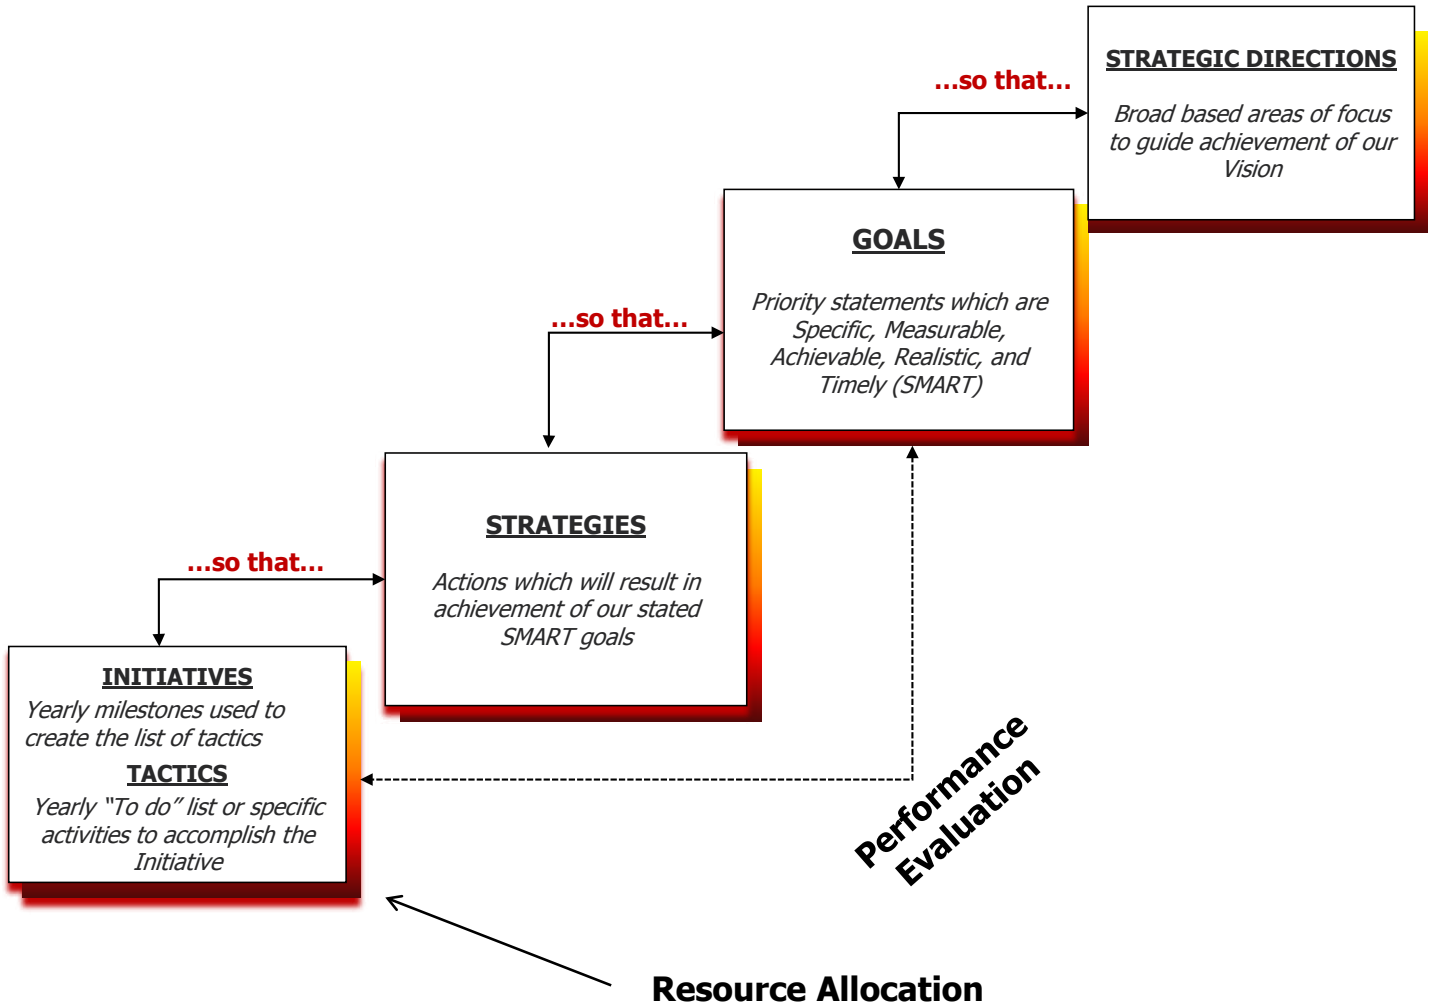 STRATEGIC DIRECTIONS
Broad based areas of focus
to guide achievement of our
Vision
…so that…
GOALS
Priority statements which are
Specific, Measurable,
Achievable, Realistic, and
Timely (SMART)
…so that…
STRATEGIES
Actions which will result in
achievement of our stated
SMART goals
…so that…
INITIATIVES
Yearly milestones used to
create the list of tactics
TACTICS
Yearly “To do” list or specific
activities to accomplish the
Initiative
Performance
Evaluation
Resource Allocation